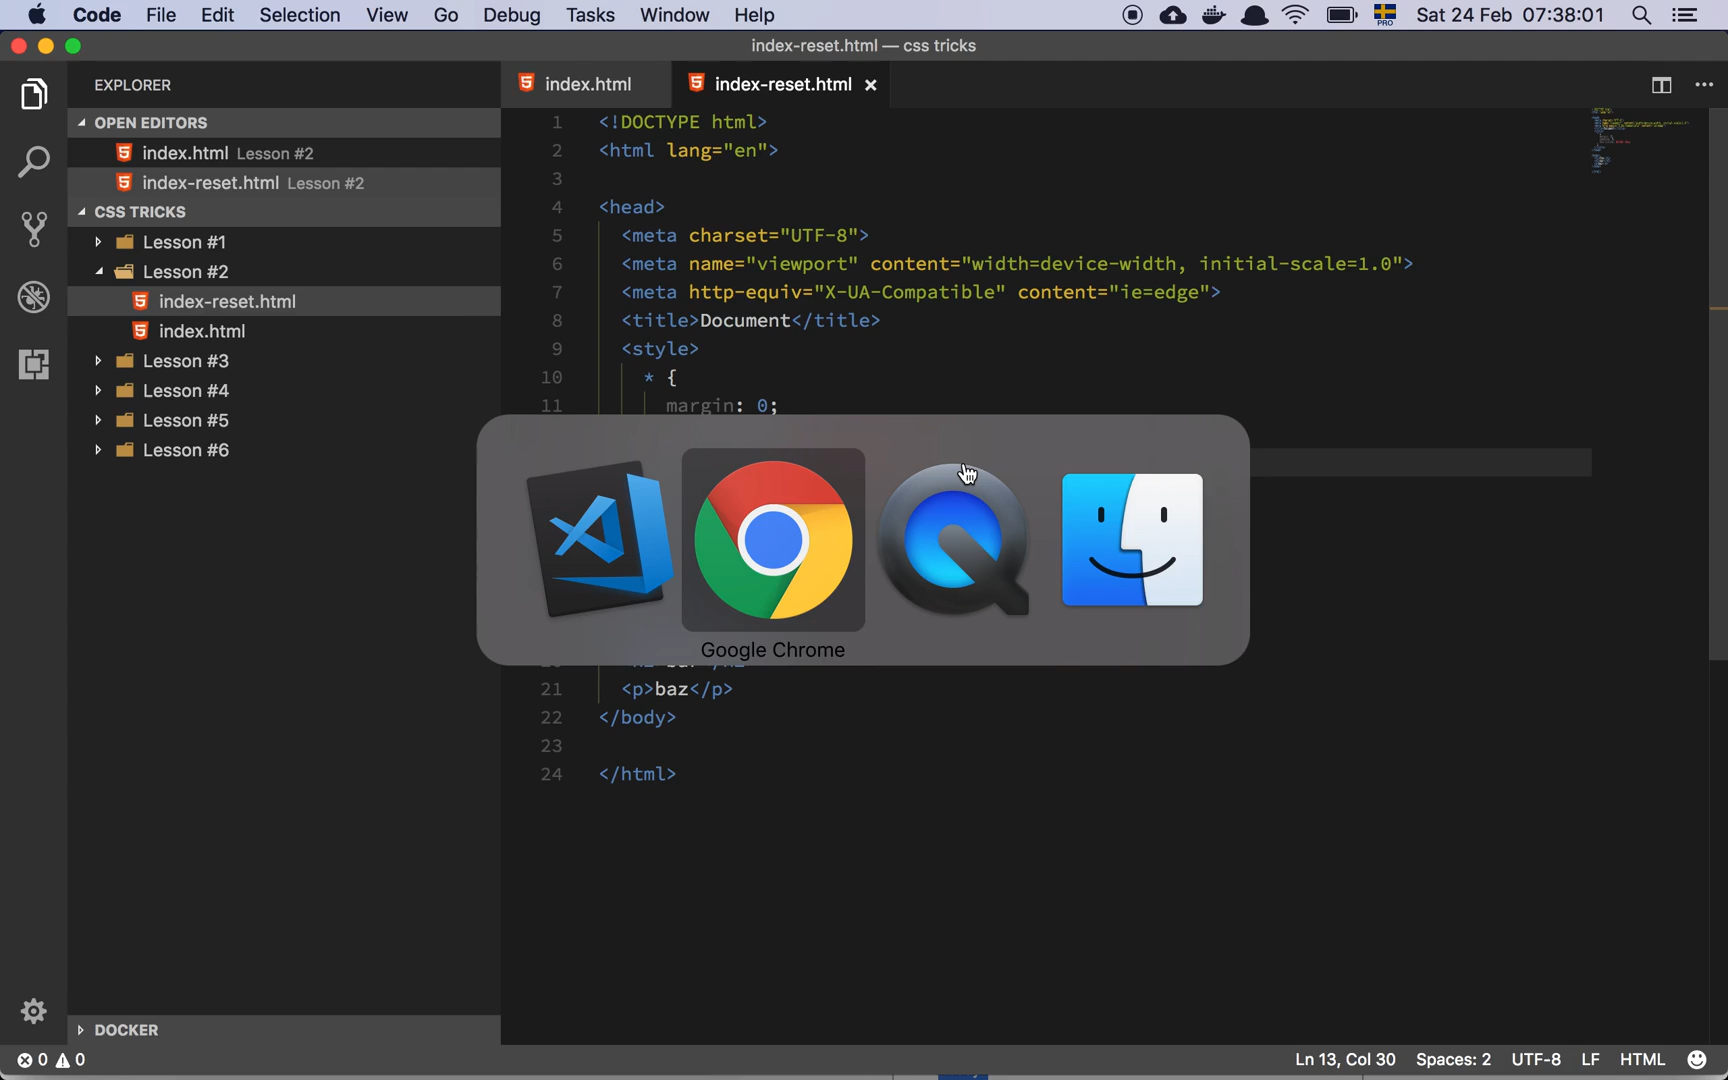 Code File Edit Selection View Go Debug Tasks Window Help
PRO
Sat 24 Feb 07:38:01
index-reset.html — css tricks
EXPLORER
OPEN EDITORS
index.html Lesson #2
index-reset.html Lesson #2
CSS TRICKS
Lesson #1
Lesson #2
index-reset.html
index.html
Lesson #3
Lesson #4
Lesson #5
Lesson #6
DOCKER
index.html
index-reset.html
1 <!DOCTYPE html>
2 <html lang="en">
3
4 <head>
5 <meta charset="UTF-8">
6 <meta name="viewport" content="width=device-width, initial-scale=1.0">
7 <meta http-equiv="X-UA-Compatible" content="ie=edge">
8 <title>Document</title>
9 <style>
10 * {
11 margin: 0;
Google Chrome
21 <p>baz</p>
22 </body>
23
24 </html>
0 0
Ln 13, Col 30 Spaces: 2 UTF-8 LF HTML